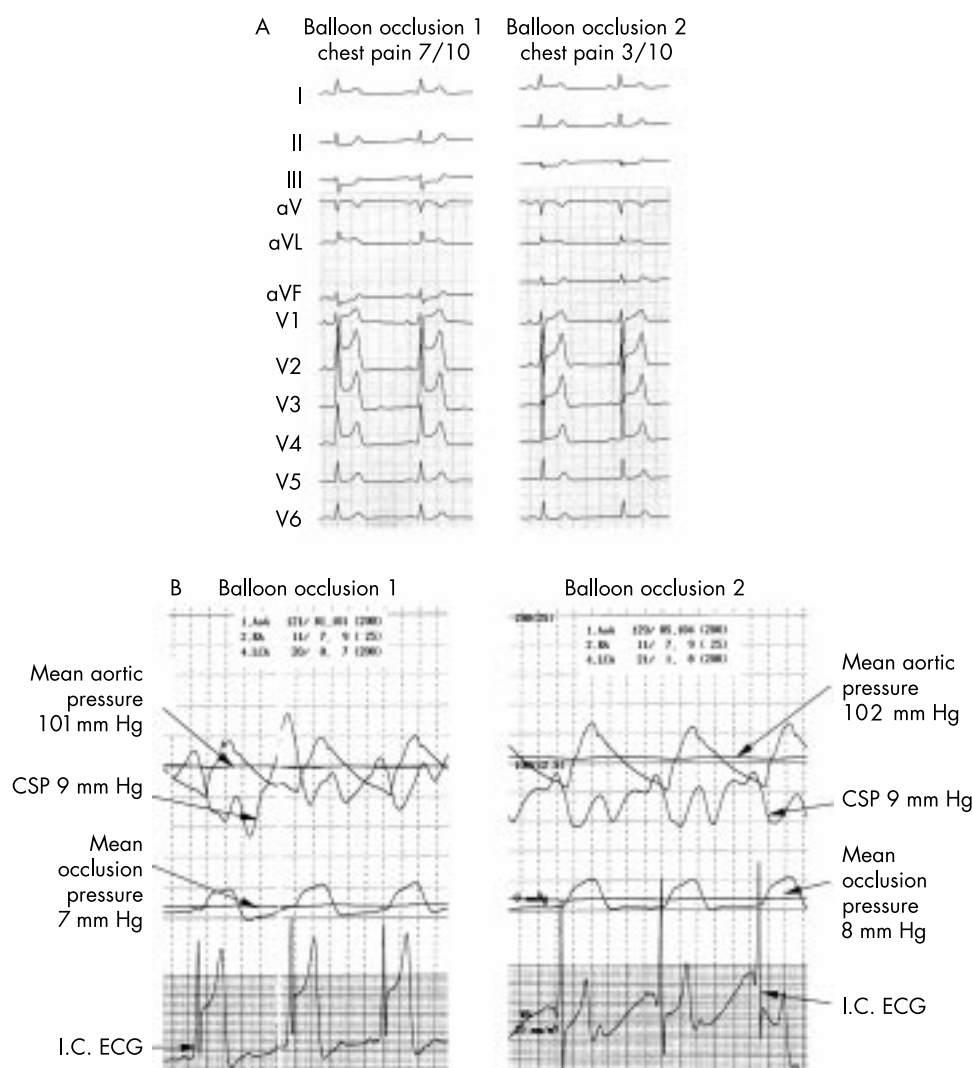 A
Balloon occlusion 1
chest pain 7/10
Balloon occlusion 2
chest pain 3/10
I
II
III
aV
aVL
aVF
V1
V2
V3
V4
V5
V6
B
Balloon occlusion 1
Balloon occlusion 2
Mean aortic
pressure
101 mm Hg
CSP 9 mm Hg
Mean
occlusion
pressure
7 mm Hg
I.C. ECG
Mean aortic
pressure
102 mm Hg
CSP 9 mm Hg
Mean
occlusion
pressure
8 mm Hg
I.C. ECG